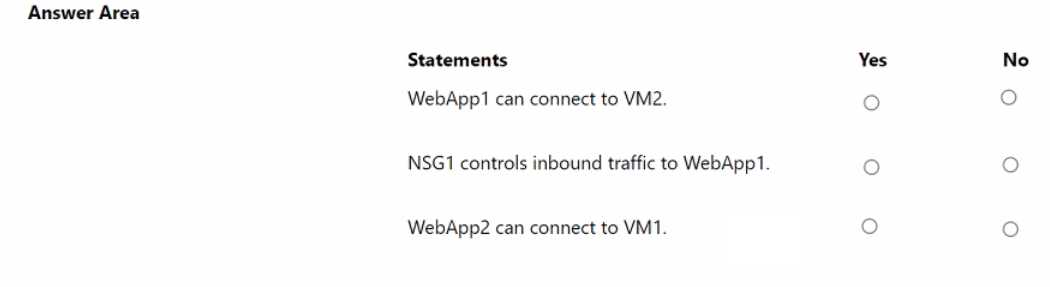 Answer Area
Statements Yes No
WebApp1 can connect to VM2.
NSG1 controls inbound traffic to WebApp1.
WebApp2 can connect to VM1.